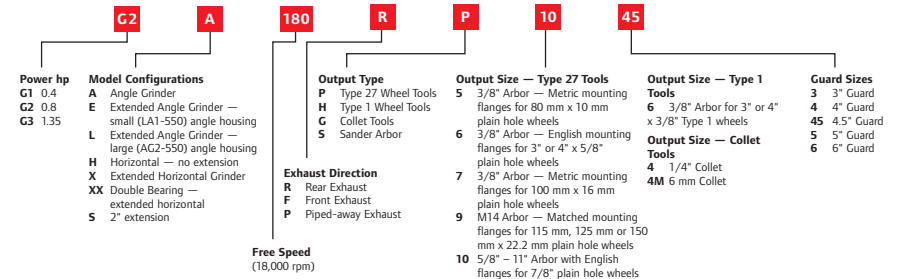 G2 A 180 R P 10 45
Power hp
G1 0.4
G2 0.8
G3 1.35
Model Configurations
A Angle Grinder
E Extended Angle Grinder —
small (LA1-550) angle housing
L Extended Angle Grinder —
large (AG2-550) angle housing
H Horizontal — no extension
X Extended Horizontal Grinder
XX Double Bearing —
extended horizontal
S 2" extension
Free Speed
(18,000 rpm)
Exhaust Direction
R Rear Exhaust
F Front Exhaust
P Piped-away Exhaust
Output Type
P Type 27 Wheel Tools
H Type 1 Wheel Tools
G Collet Tools
S Sander Arbor
Output Size — Type 27 Tools
5 3/8" Arbor — Metric mounting
flanges for 80 mm x 10 mm
plain hole wheels
6 3/8" Arbor — English mounting
flanges for 3" or 4" x 5/8"
plain hole wheels
7 3/8" Arbor — Metric mounting
flanges for 100 mm x 16 mm
plain hole wheels
9 M14 Arbor — Matched mounting
flanges for 115 mm, 125 mm or 150
mm x 22.2 mm plain hole wheels
10 5/8" – 11" Arbor with English
flanges for 7/8" plain hole wheels
Output Size — Type 1
Tools
6 3/8" Arbor for 3" or 4"
x 3/8" Type 1 wheels
Output Size — Collet
Tools
4 1/4" Collet
4M 6 mm Collet
Guard Sizes
3 3" Guard
4 4" Guard
45 4.5" Guard
5 5" Guard
6 6" Guard